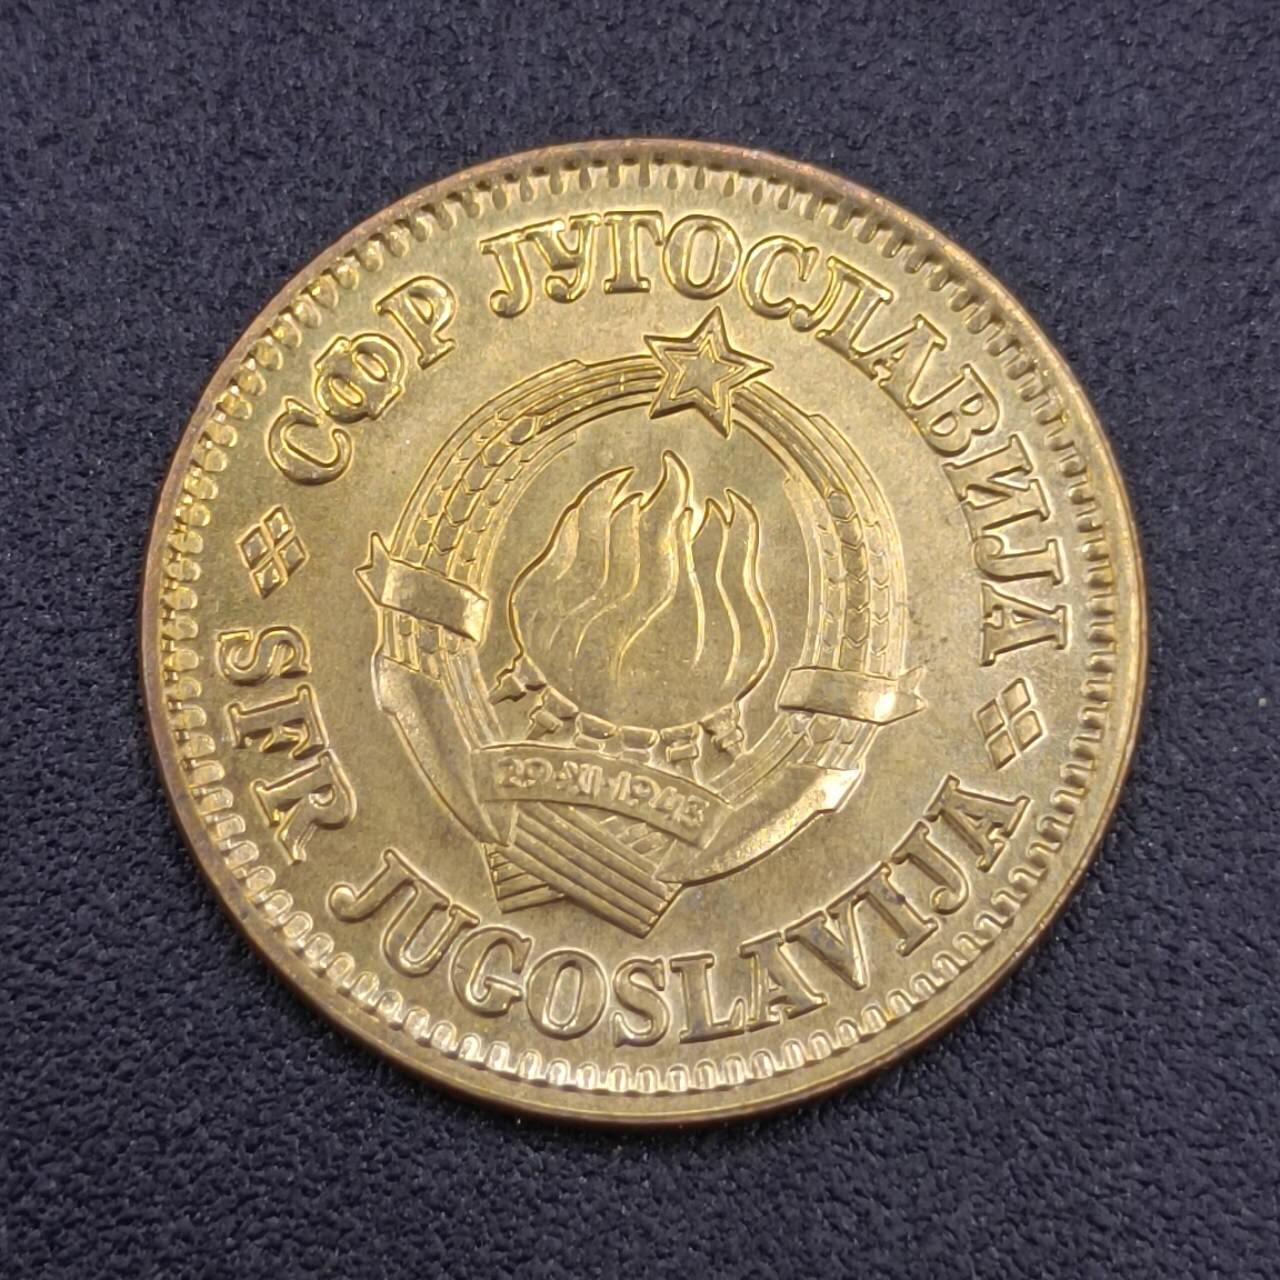 СФР ЈУГОСЛАВИЈА
SFR JUGOSLAVIJA
29·XI·1943